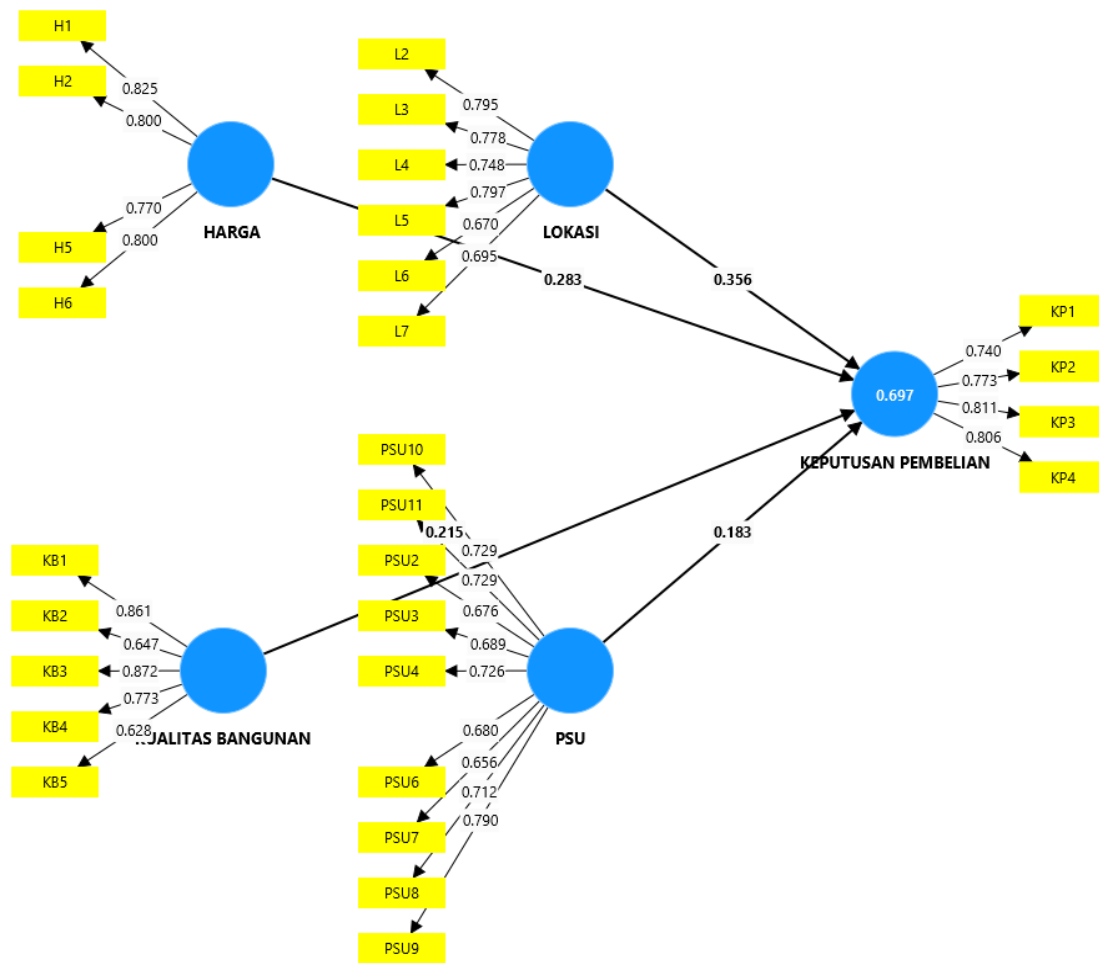 H1
H2
H5
H6
0.825
0.800
0.770
0.800
HARGA
L2
L3
L4
L5
L6
L7
0.795
0.778
0.748
0.797
0.670
0.695
LOKASI
0.283
0.356
KP1
KP2
KP3
KP4
0.740
0.773
0.811
0.806
0.697
KEPUTUSAN PEMBELIAN
KB1
KB2
KB3
KB4
KB5
0.861
0.647
0.872
0.773
0.628
KUALITAS BANGUNAN
0.215
0.183
PSU10
PSU11
PSU2
PSU3
PSU4
PSU6
PSU7
PSU8
PSU9
0.729
0.729
0.676
0.689
0.726
0.680
0.656
0.712
0.790
PSU